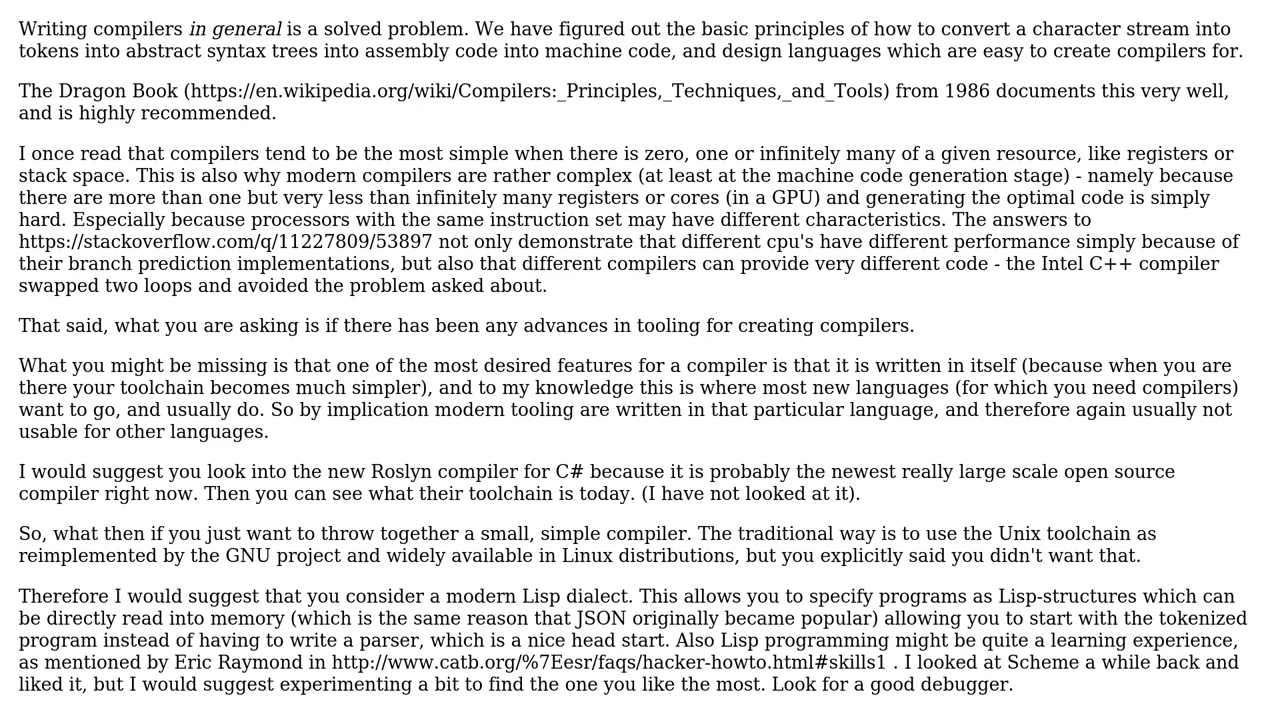 Writing compilers in general is a solved problem. We have figured out the basic principles of how to convert a character stream into
tokens into abstract syntax trees into assembly code into machine code, and design languages which are easy to create compilers for.
The Dragon Book (https://en.wikipedia.org/wiki/Compilers:_Principles,_Techniques,_and_Tools) from 1986 documents this very well,
and is highly recommended.
I once read that compilers tend to be the most simple when there is zero, one or infinitely many of a given resource, like registers or
stack space. This is also why modern compilers are rather complex (at least at the machine code generation stage) - namely because
there are more than one but very less than infinitely many registers or cores (in a GPU) and generating the optimal code is simply
hard. Especially because processors with the same instruction set may have different characteristics. The answers to
https://stackoverflow.com/q/11227809/53897 not only demonstrate that different cpu's have different performance simply because of
their branch prediction implementations, but also that different compilers can provide very different code - the Intel C++ compiler
swapped two loops and avoided the problem asked about.
That said, what you are asking is if there has been any advances in tooling for creating compilers.
What you might be missing is that one of the most desired features for a compiler is that it is written in itself (because when you are
there your toolchain becomes much simpler), and to my knowledge this is where most new languages (for which you need compilers)
want to go, and usually do. So by implication modern tooling are written in that particular language, and therefore again usually not
usable for other languages.
I would suggest you look into the new Roslyn compiler for C# because it is probably the newest really large scale open source
compiler right now. Then you can see what their toolchain is today. (I have not looked at it).
So, what then if you just want to throw together a small, simple compiler. The traditional way is to use the Unix toolchain as
reimplemented by the GNU project and widely available in Linux distributions, but you explicitly said you didn't want that.
Therefore I would suggest that you consider a modern Lisp dialect. This allows you to specify programs as Lisp-structures which can
be directly read into memory (which is the same reason that JSON originally became popular) allowing you to start with the tokenized
program instead of having to write a parser, which is a nice head start. Also Lisp programming might be quite a learning experience,
as mentioned by Eric Raymond in http://www.catb.org/%7Eesr/faqs/hacker-howto.html#skills1 . I looked at Scheme a while back and
liked it, but I would suggest experimenting a bit to find the one you like the most. Look for a good debugger.